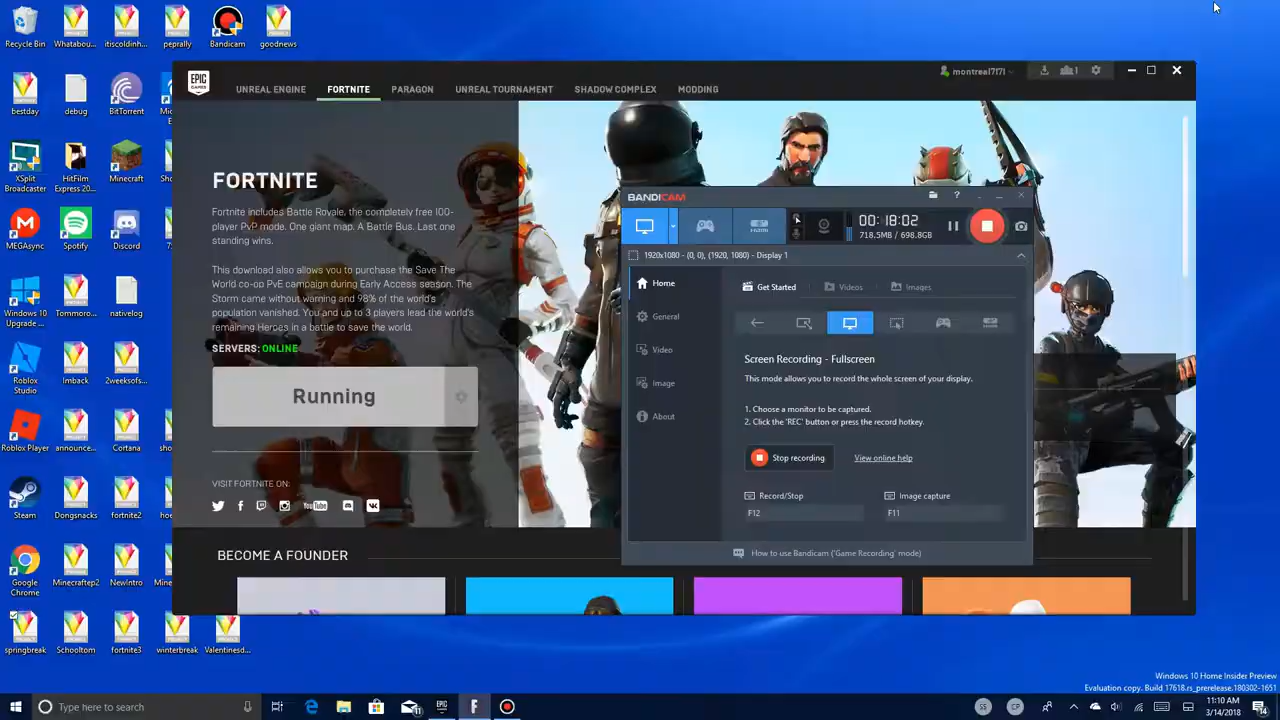 Recycle Bin
Whatabou...
itiscoldinh...
peprally
Bandicam
goodnews
bestday
debug
BitTorrent
XSplit Broadcaster
HitFilm Express 20...
Minecraft
MEGAsync
Spotify
Discord
Windows 10 Upgrade ...
Tommoro...
nativelog
Roblox Studio
Imback
2weeksofs...
Roblox Player
Tomorrow...
Cortana
Steam
Dongsnacks
fortnite2
Google Chrome
Minecraftep2
NewIntro
springbreak
Schooltom
fortnite3
winterbreak
Valentinesd...
EPIC GAMES
montreal7171
1
UNREAL ENGINE
FORTNITE
PARAGON
UNREAL TOURNAMENT
SHADOW COMPLEX
MODDING
FORTNITE
Fortnite includes Battle Royale, the completely free 100-
player PvP mode. One giant map. A Battle Bus. Last one
standing wins.
This download also allows you to purchase the Save The
World co-op PvE campaign during Early Access season. The
Storm came without warning and 98% of the world's
population vanished. You and up to 3 players lead the world's
remaining Heroes in a battle to save the world.
SERVERS: ONLINE
Running
VISIT FORTNITE ON:
You Tube
BECOME A FOUNDER
BANDICAM
HDMI
00:18:02
718.5MB / 698.8GB
1920x1080 - (0, 0), (1920, 1080) - Display 1
Home
General
Video
Image
About
Get Started
Videos
Images
Screen Recording - Fullscreen
This mode allows you to record the whole screen of your display.
1. Choose a monitor to be captured.
2. Click the 'REC' button or press the record hotkey.
Stop recording
View online help
Record/Stop
Image capture
F12
F11
How to use Bandicam ('Game Recording' mode)
Windows 10 Home Insider Preview
Evaluation copy. Build 17618.rs_prerelease.180302-1651
Type here to search
11:10 AM
3/14/2018
14